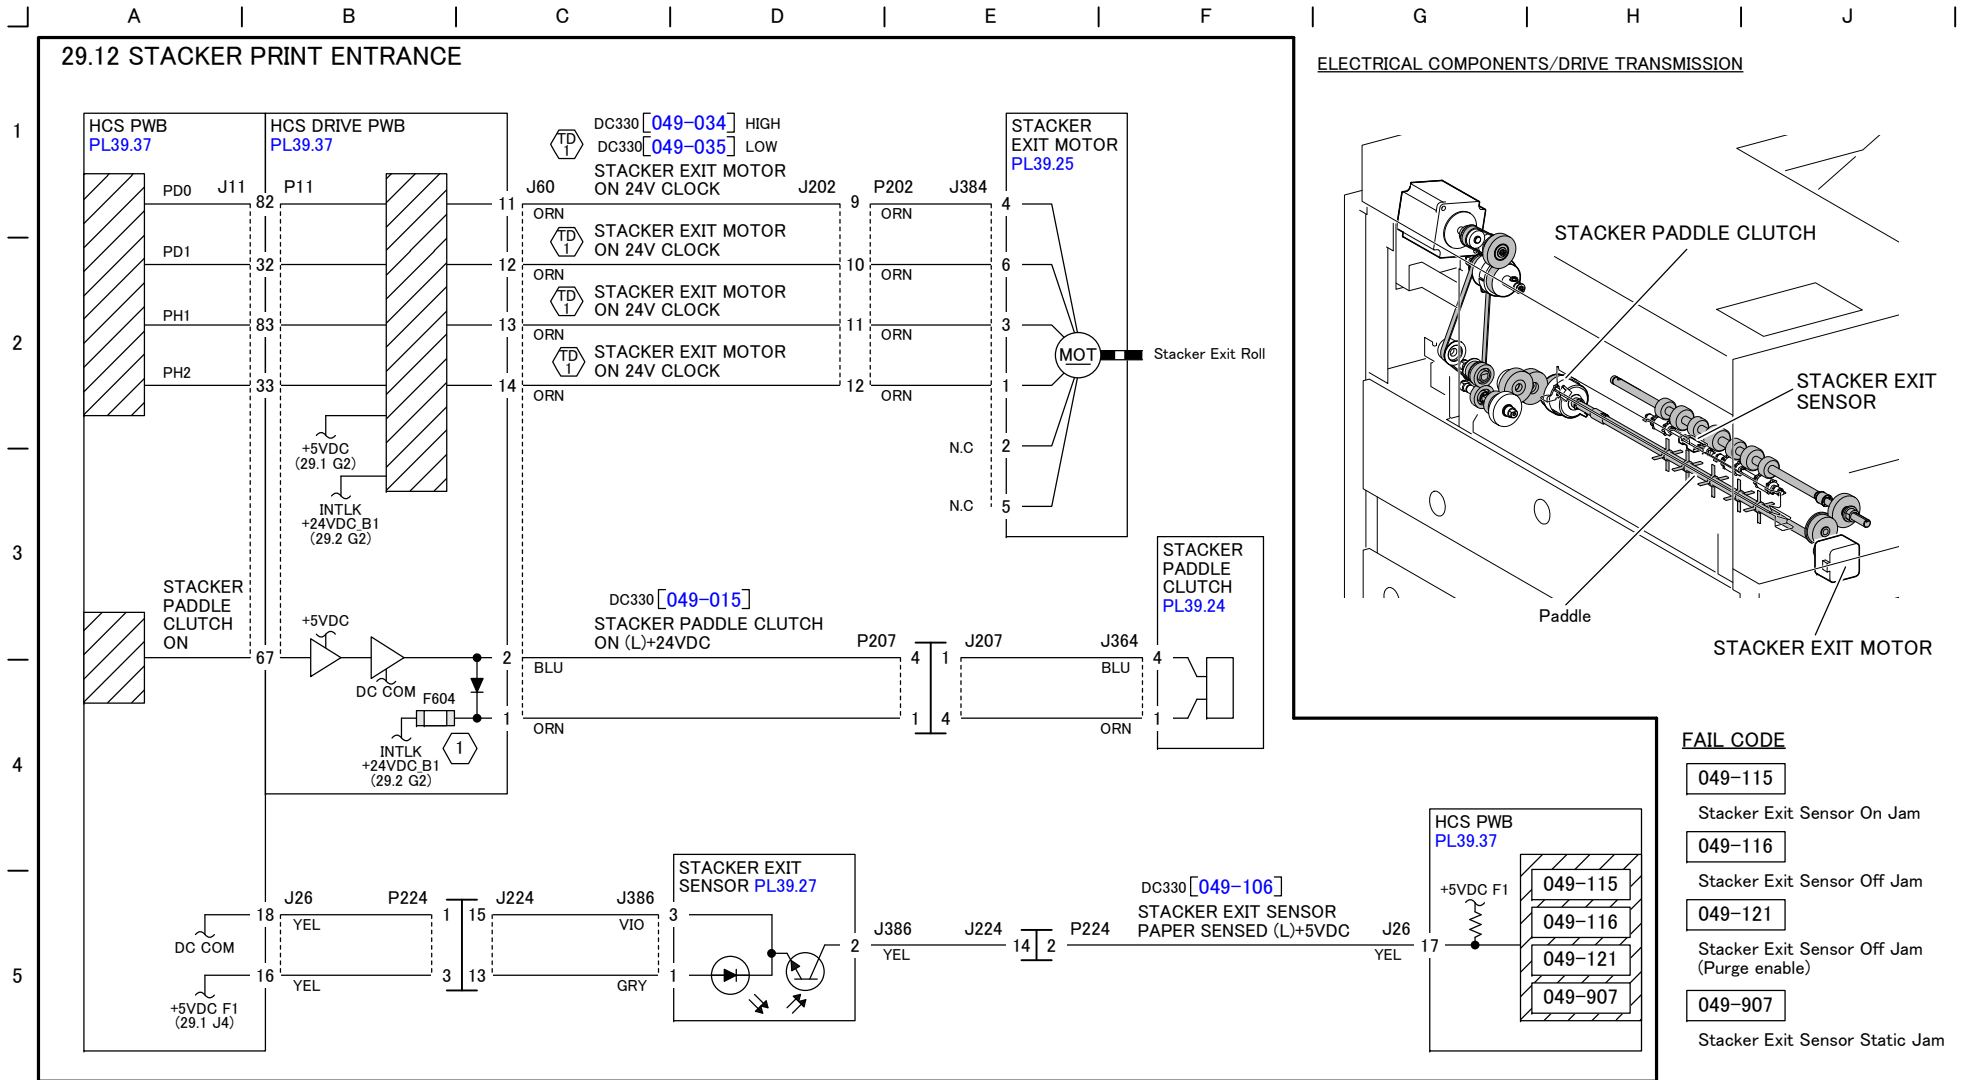 A B C D E F G H J
1
2
3
4
5
29.12 STACKER PRINT ENTRANCE
HCS PWB
PL39.37
HCS DRIVE PWB
PL39.37
TD
1
DC330 [049-034] HIGH
DC330 [049-035] LOW
STACKER EXIT MOTOR
ON 24V CLOCK
STACKER
EXIT MOTOR
PL39.25
PD0 J11 P11 J60 J202 P202 J384
82 11 ORN 9 ORN 4
TD
1
STACKER EXIT MOTOR
ON 24V CLOCK
PD1 32 12 ORN 10 ORN 6
TD
1
STACKER EXIT MOTOR
ON 24V CLOCK
PH1 83 13 ORN 11 ORN 3
TD
1
STACKER EXIT MOTOR
ON 24V CLOCK
PH2 33 14 ORN 12 ORN 1
MOT
Stacker Exit Roll
N.C 2
N.C 5
+5VDC
(29.1 G2)
INTLK
+24VDC_B1
(29.2 G2)
STACKER
PADDLE
CLUTCH
ON
67
+5VDC
DC COM
F604
INTLK
+24VDC_B1
(29.2 G2)
1
DC330 [049-015]
STACKER PADDLE CLUTCH
ON (L)+24VDC
P207 J207 J364
2 BLU 4 1 BLU 4
1 ORN 1 4 ORN 1
STACKER
PADDLE
CLUTCH
PL39.24
J26 P224 J224 J386
18 YEL 1 15 VIO 3
DC COM
16 YEL 3 13 GRY 1
+5VDC F1
(29.1 J4)
STACKER EXIT
SENSOR PL39.27
2 J386 YEL J224 14 2 P224
DC330 [049-106]
STACKER EXIT SENSOR
PAPER SENSED (L)+5VDC
J26 YEL 17
HCS PWB
PL39.37
+5VDC F1
049-115
049-116
049-121
049-907
ELECTRICAL COMPONENTS/DRIVE TRANSMISSION
STACKER PADDLE CLUTCH
STACKER EXIT
SENSOR
Paddle
STACKER EXIT MOTOR
FAIL CODE
049-115
Stacker Exit Sensor On Jam
049-116
Stacker Exit Sensor Off Jam
049-121
Stacker Exit Sensor Off Jam
(Purge enable)
049-907
Stacker Exit Sensor Static Jam